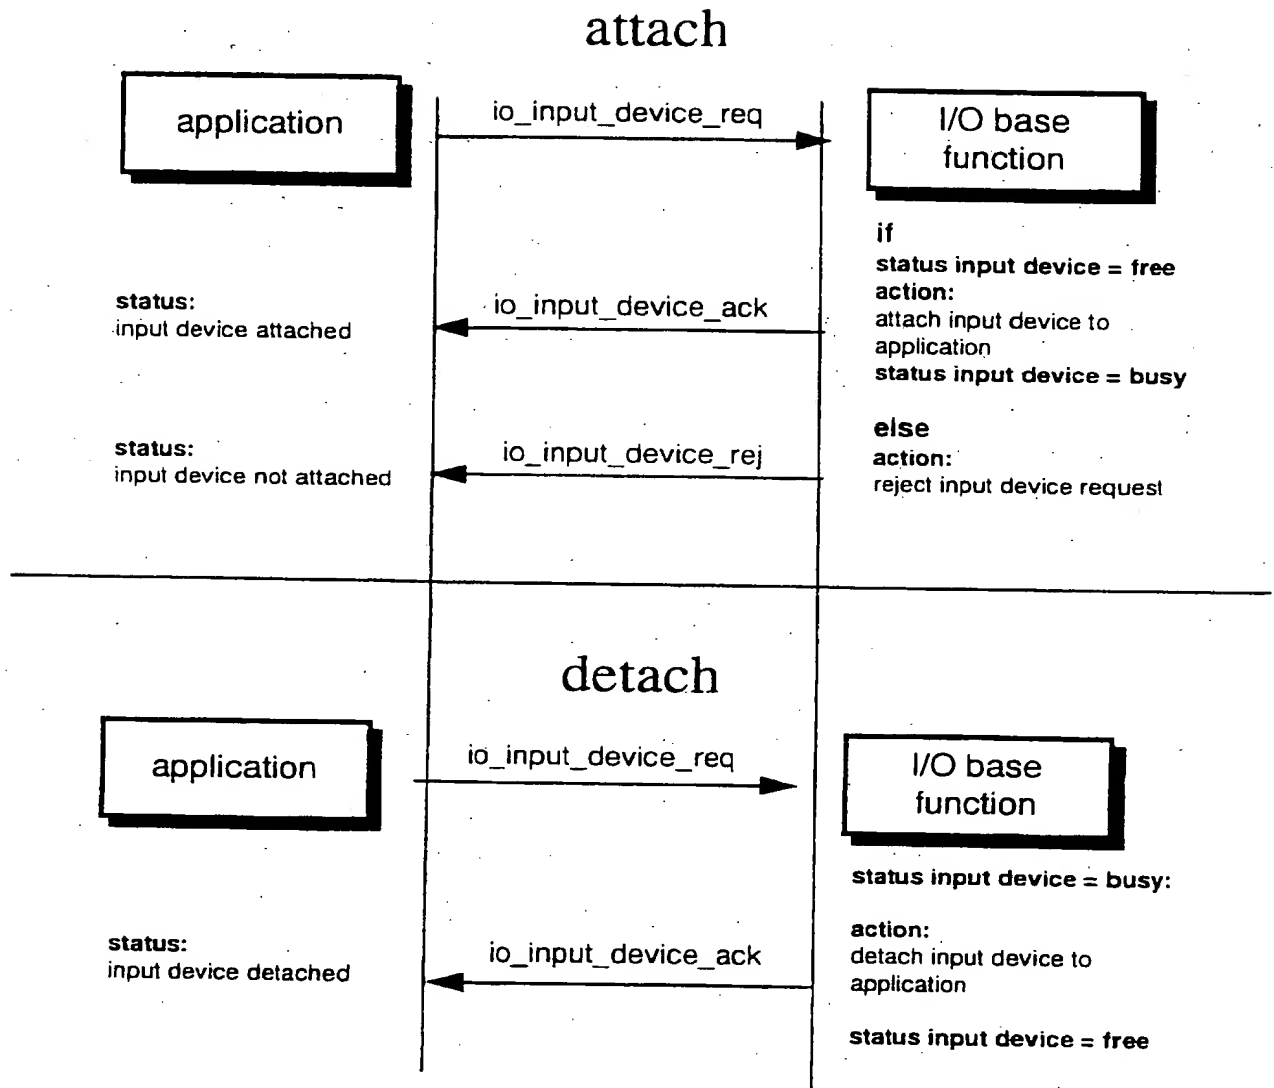 attach
application
io_input_device_req
I/O base
function
if
status input device = free
action:
attach input device to
application
status input device = busy
status:
input device attached
io_input_device_ack
else
action:
reject input device request
status:
input device not attached
io_input_device_rej
detach
application
io_input_device_req
I/O base
function
status input device = busy:
action:
detach input device to
application
status input device = free
status:
input device detached
io_input_device_ack